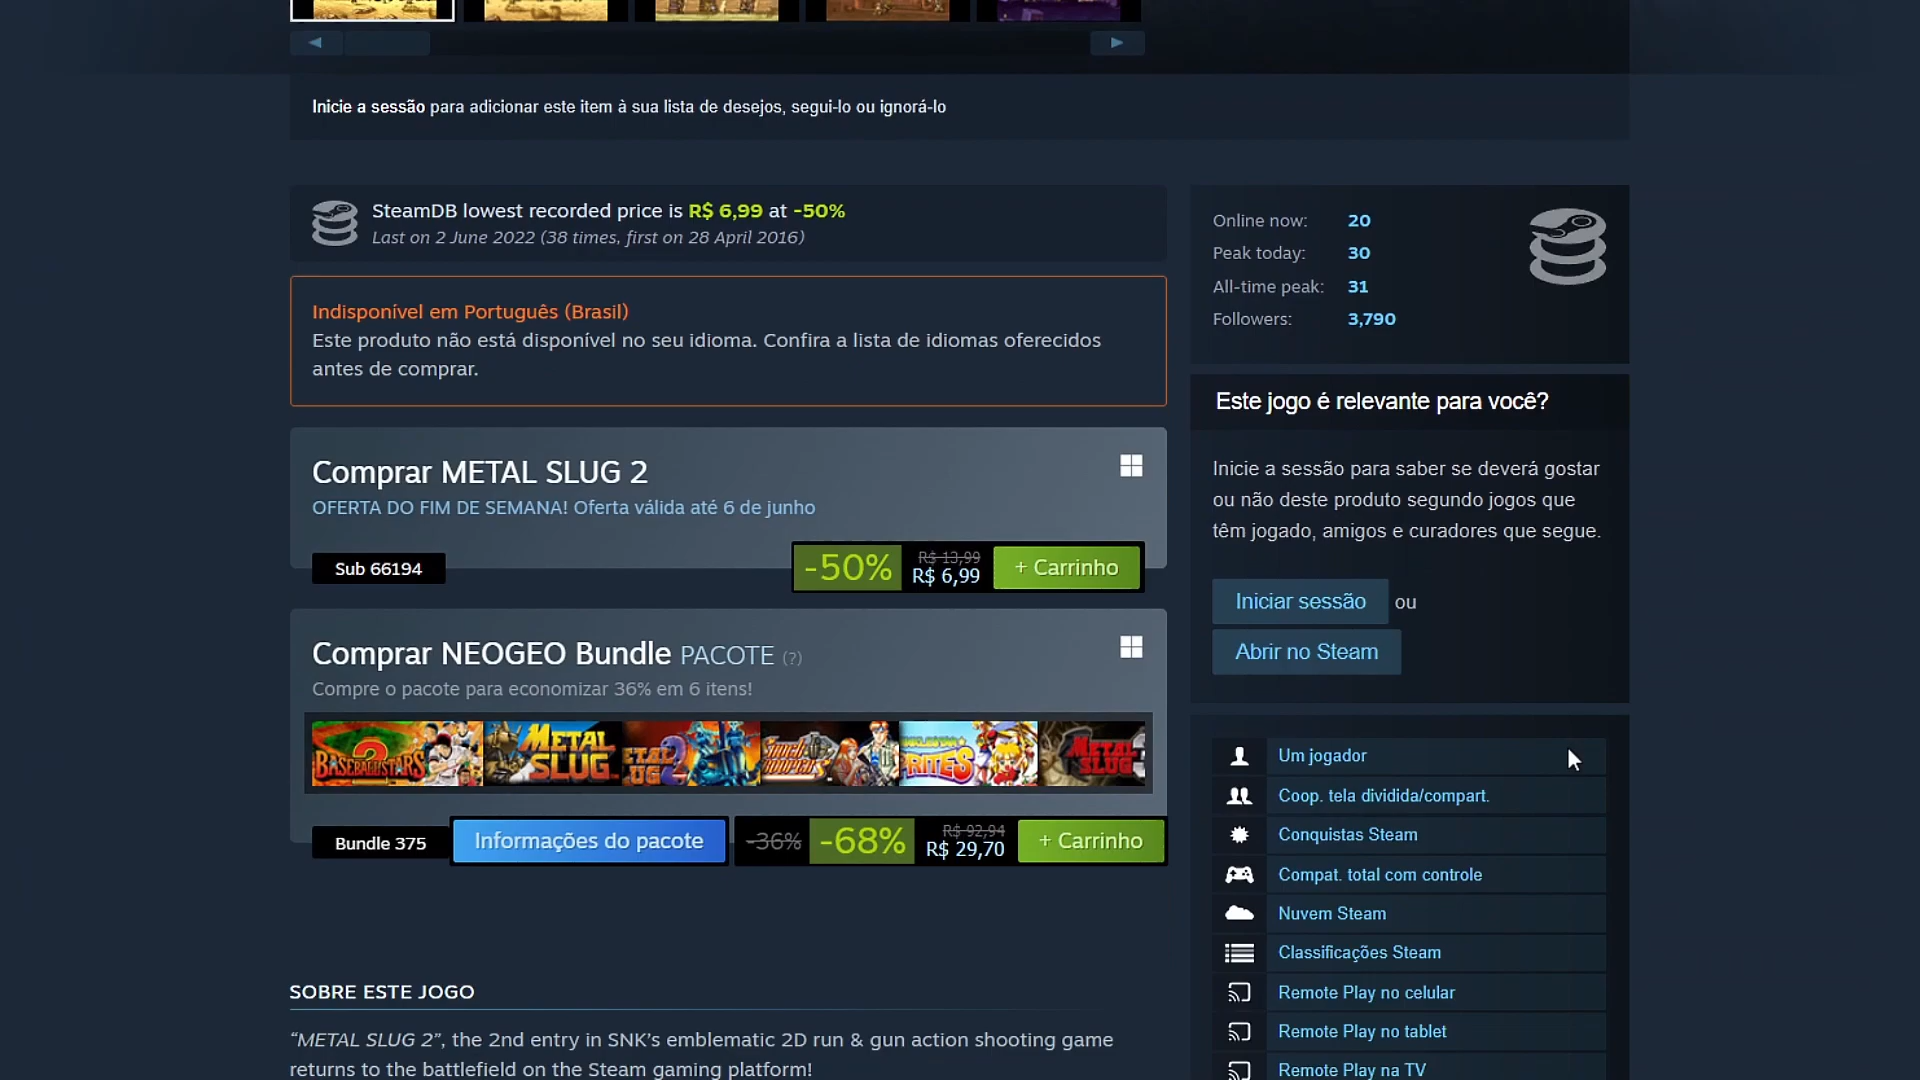 Inicie a sessão para adicionar este item à sua lista de desejos, segui-lo ou ignorá-lo
SteamDB lowest recorded price is R$ 6,99 at -50%
Last on 2 June 2022 (38 times, first on 28 April 2016)
Indisponível em Português (Brasil)
Este produto não está disponível no seu idioma. Confira a lista de idiomas oferecidos
antes de comprar.
Comprar METAL SLUG 2
OFERTA DO FIM DE SEMANA! Oferta válida até 6 de junho
Sub 66194
-50%
R$ 13,99
R$ 6,99
+ Carrinho
Comprar NEOGEO Bundle PACOTE (?)
Compre o pacote para economizar 36% em 6 itens!
BASEBALL STARS 2
METAL SLUG
Bundle 375
Informações do pacote
-36%
-68%
R$ 92,94
R$ 29,70
+ Carrinho
SOBRE ESTE JOGO
“METAL SLUG 2”, the 2nd entry in SNK’s emblematic 2D run & gun action shooting game
returns to the battlefield on the Steam gaming platform!
Online now: 20
Peak today: 30
All-time peak: 31
Followers: 3,790
Este jogo é relevante para você?
Inicie a sessão para saber se deverá gostar
ou não deste produto segundo jogos que
têm jogado, amigos e curadores que segue.
Iniciar sessão ou
Abrir no Steam
Um jogador
Coop. tela dividida/compart.
Conquistas Steam
Compat. total com controle
Nuvem Steam
Classificações Steam
Remote Play no celular
Remote Play no tablet
Remote Play na TV